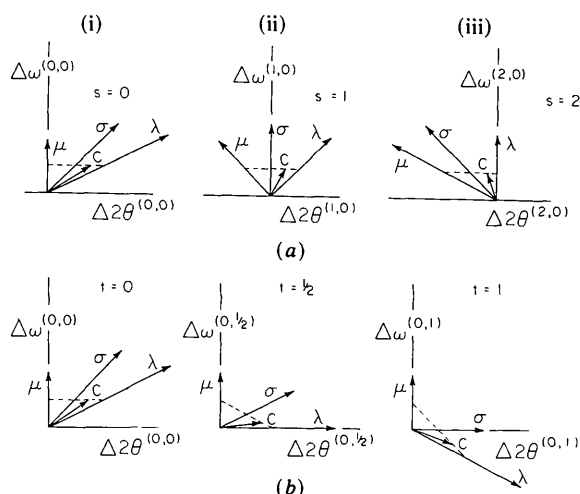 (i)
Δω^(0,0)
s = 0
μ
σ
λ
C
Δ2θ^(0,0)
(ii)
Δω^(1,0)
s = 1
μ
σ
λ
C
Δ2θ^(1,0)
(iii)
Δω^(2,0)
s = 2
μ
σ
λ
C
Δ2θ^(2,0)
(a)
t = 0
Δω^(0,0)
μ
σ
λ
C
Δ2θ^(0,0)
t = ½
Δω^(0,½)
μ
σ
λ
C
Δ2θ^(0,½)
t = 1
Δω^(0,1)
μ
σ
C
λ
Δ2θ^(0,1)
(b)